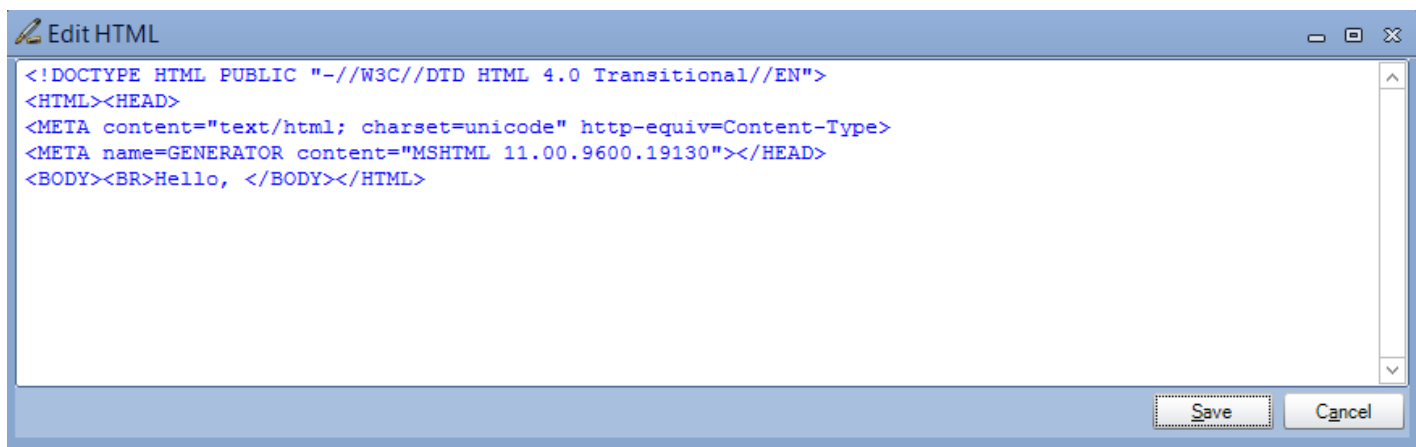 Edit HTML
<!DOCTYPE HTML PUBLIC "-//W3C//DTD HTML 4.0 Transitional//EN">
<HTML><HEAD>
<META content="text/html; charset=unicode" http-equiv=Content-Type>
<META name=GENERATOR content="MSHTML 11.00.9600.19130"></HEAD>
<BODY><BR>Hello, </BODY></HTML>
Save Cancel